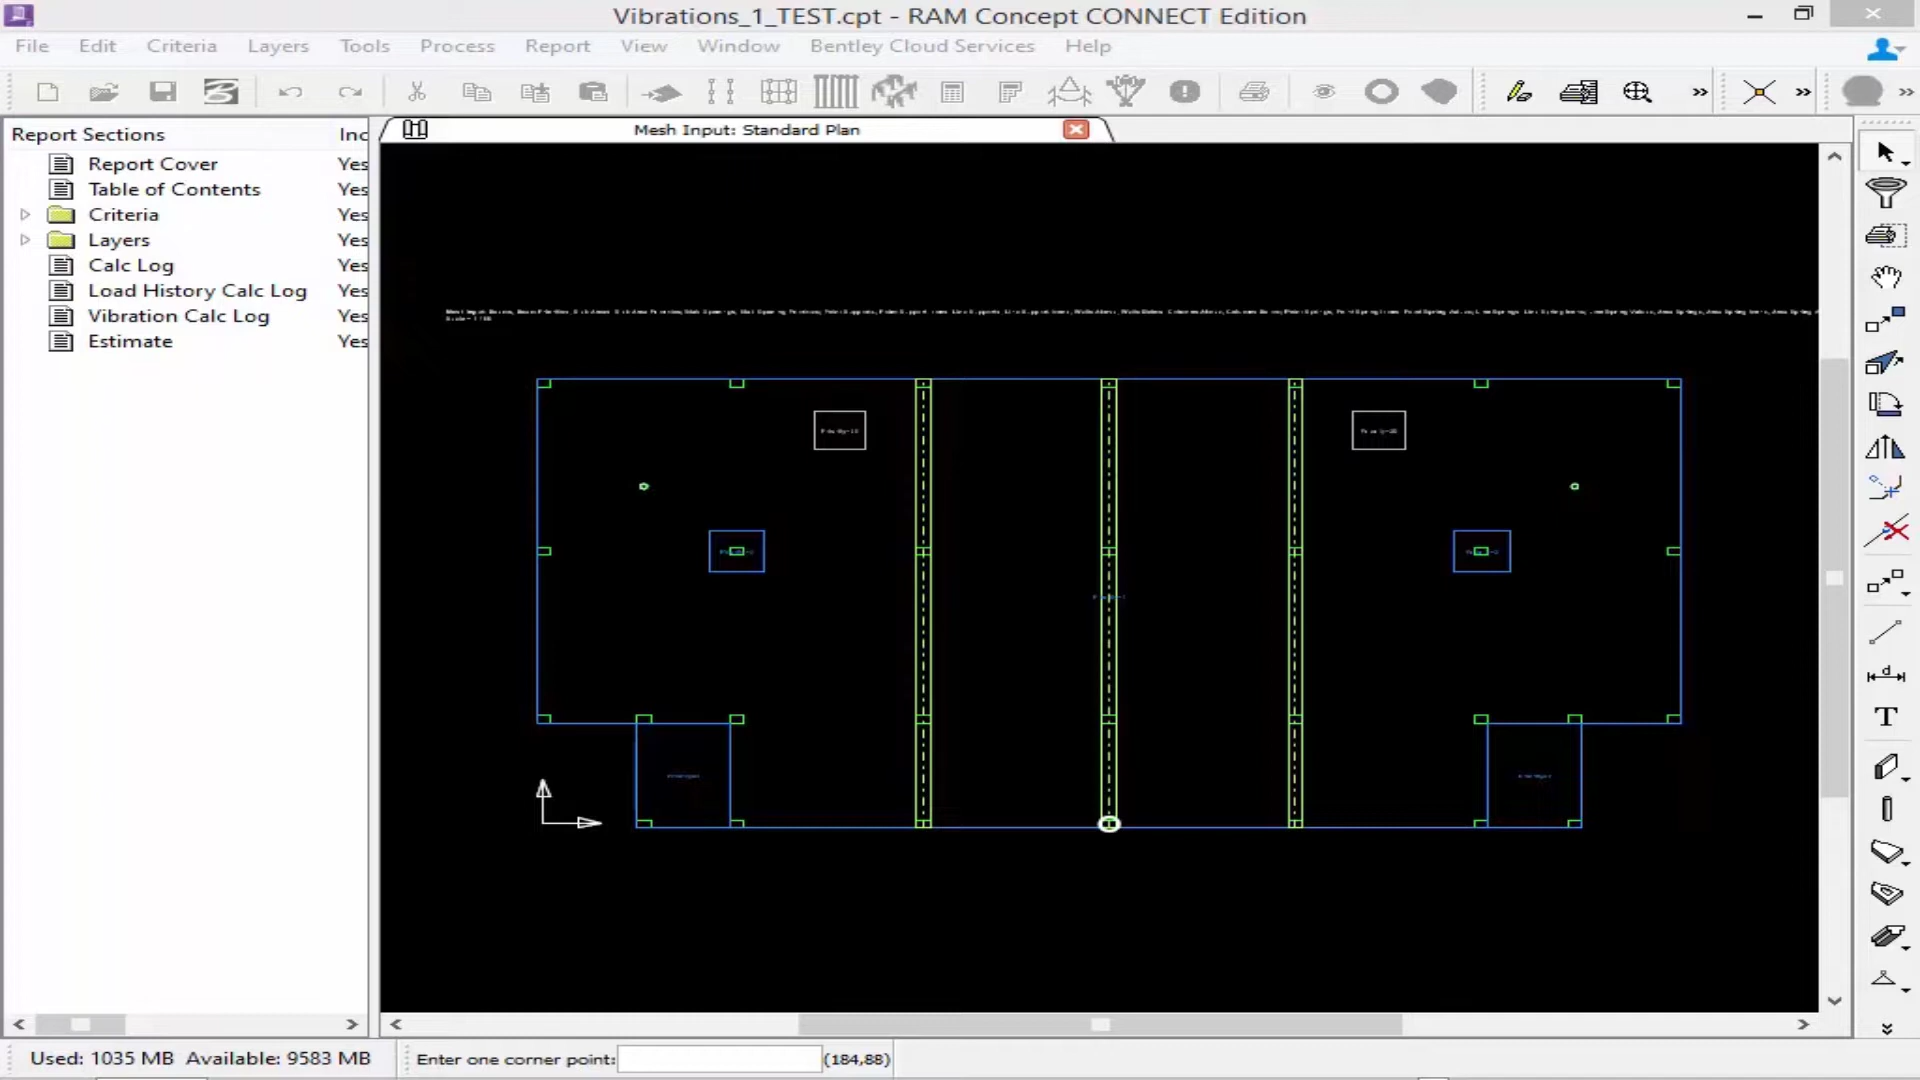 Vibrations_1_TEST.cpt - RAM Concept CONNECT Edition
File Edit Criteria Layers Tools Process Report View Window Bentley Cloud Services Help
Report Sections Inc
Mesh Input: Standard Plan
Report Cover Yes
Table of Contents Yes
Criteria Yes
Layers Yes
Calc Log Yes
Load History Calc Log Yes
Vibration Calc Log Yes
Estimate Yes
d
T
Used: 1035 MB Available: 9583 MB
Enter one corner point: (184,88)